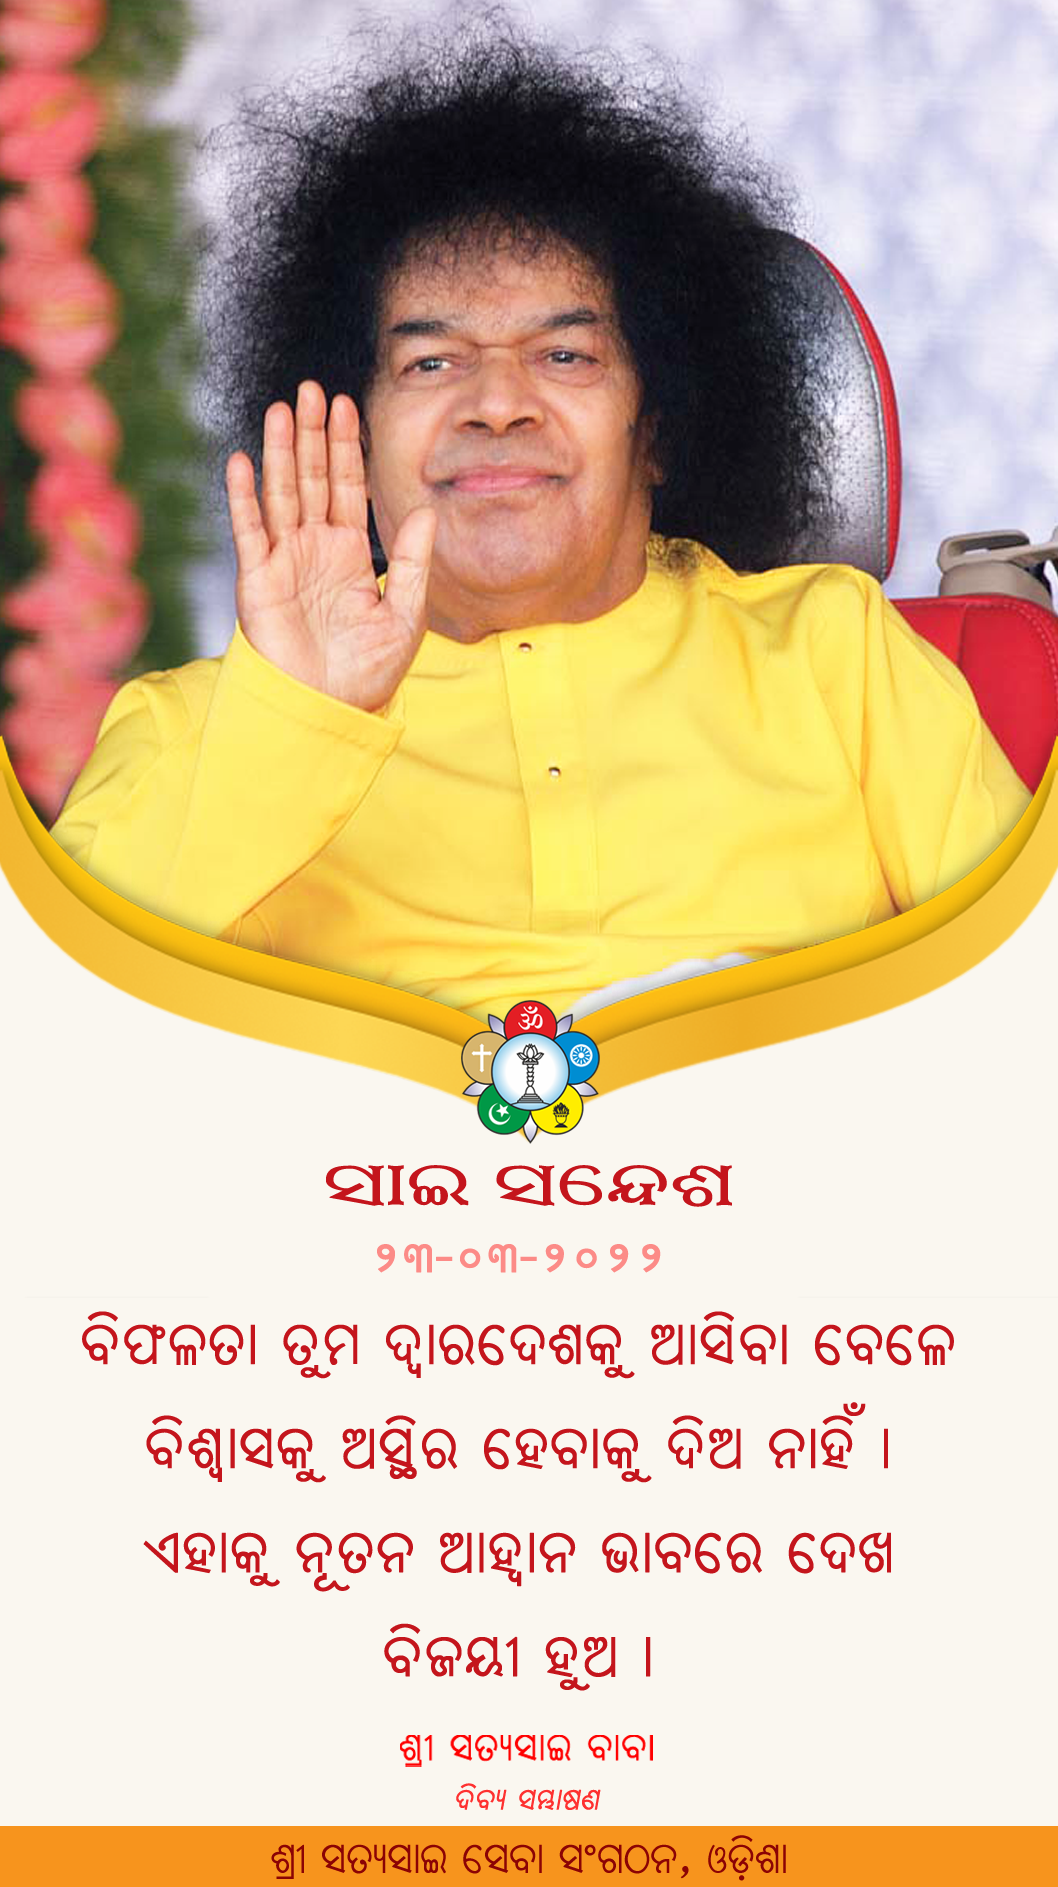 ସାଇ ସନ୍ଦେଶ
୨୩-୦୩-୨୦୨୨
ବିଫଳତା ତୁମ ଦ୍ୱାରଦେଶକୁ ଆସିବା ବେଳେ
ବିଶ୍ୱାସକୁ ଅସ୍ଥିର ହେବାକୁ ଦିଅ ନାହିଁ ।
ଏହାକୁ ନୂତନ ଆହ୍ୱାନ ଭାବରେ ଦେଖ
ବିଜୟୀ ହୁଅ ।
ଶ୍ରୀ ସତ୍ୟସାଇ ବାବା
ଦିବ୍ୟ ସମ୍ଭାଷଣ
ଶ୍ରୀ ସତ୍ୟସାଇ ସେବା ସଂଗଠନ, ଓଡ଼ିଶା